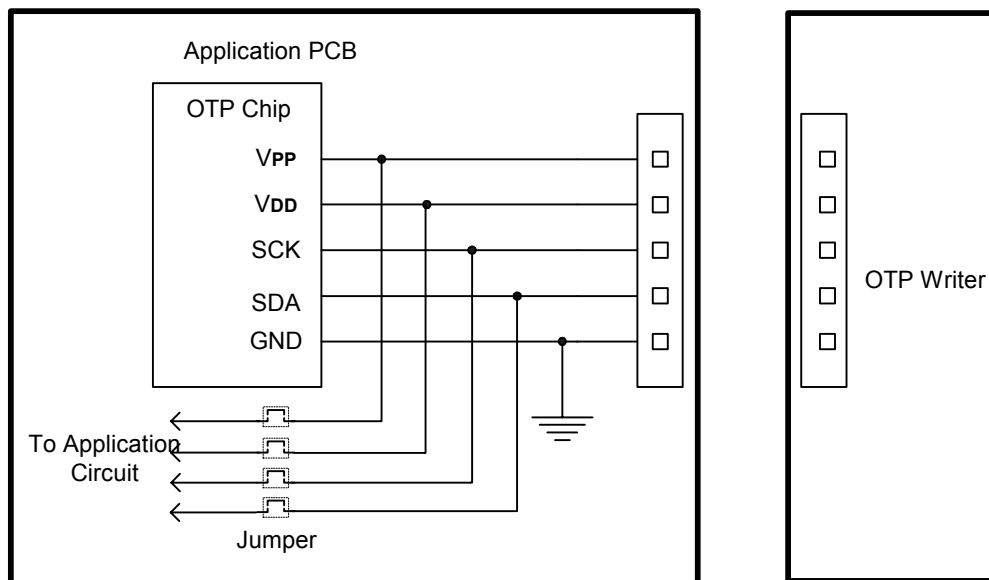 Application PCB
OTP Chip
VPP
VDD
SCK
SDA
GND
OTP Writer
To Application
Circuit
Jumper